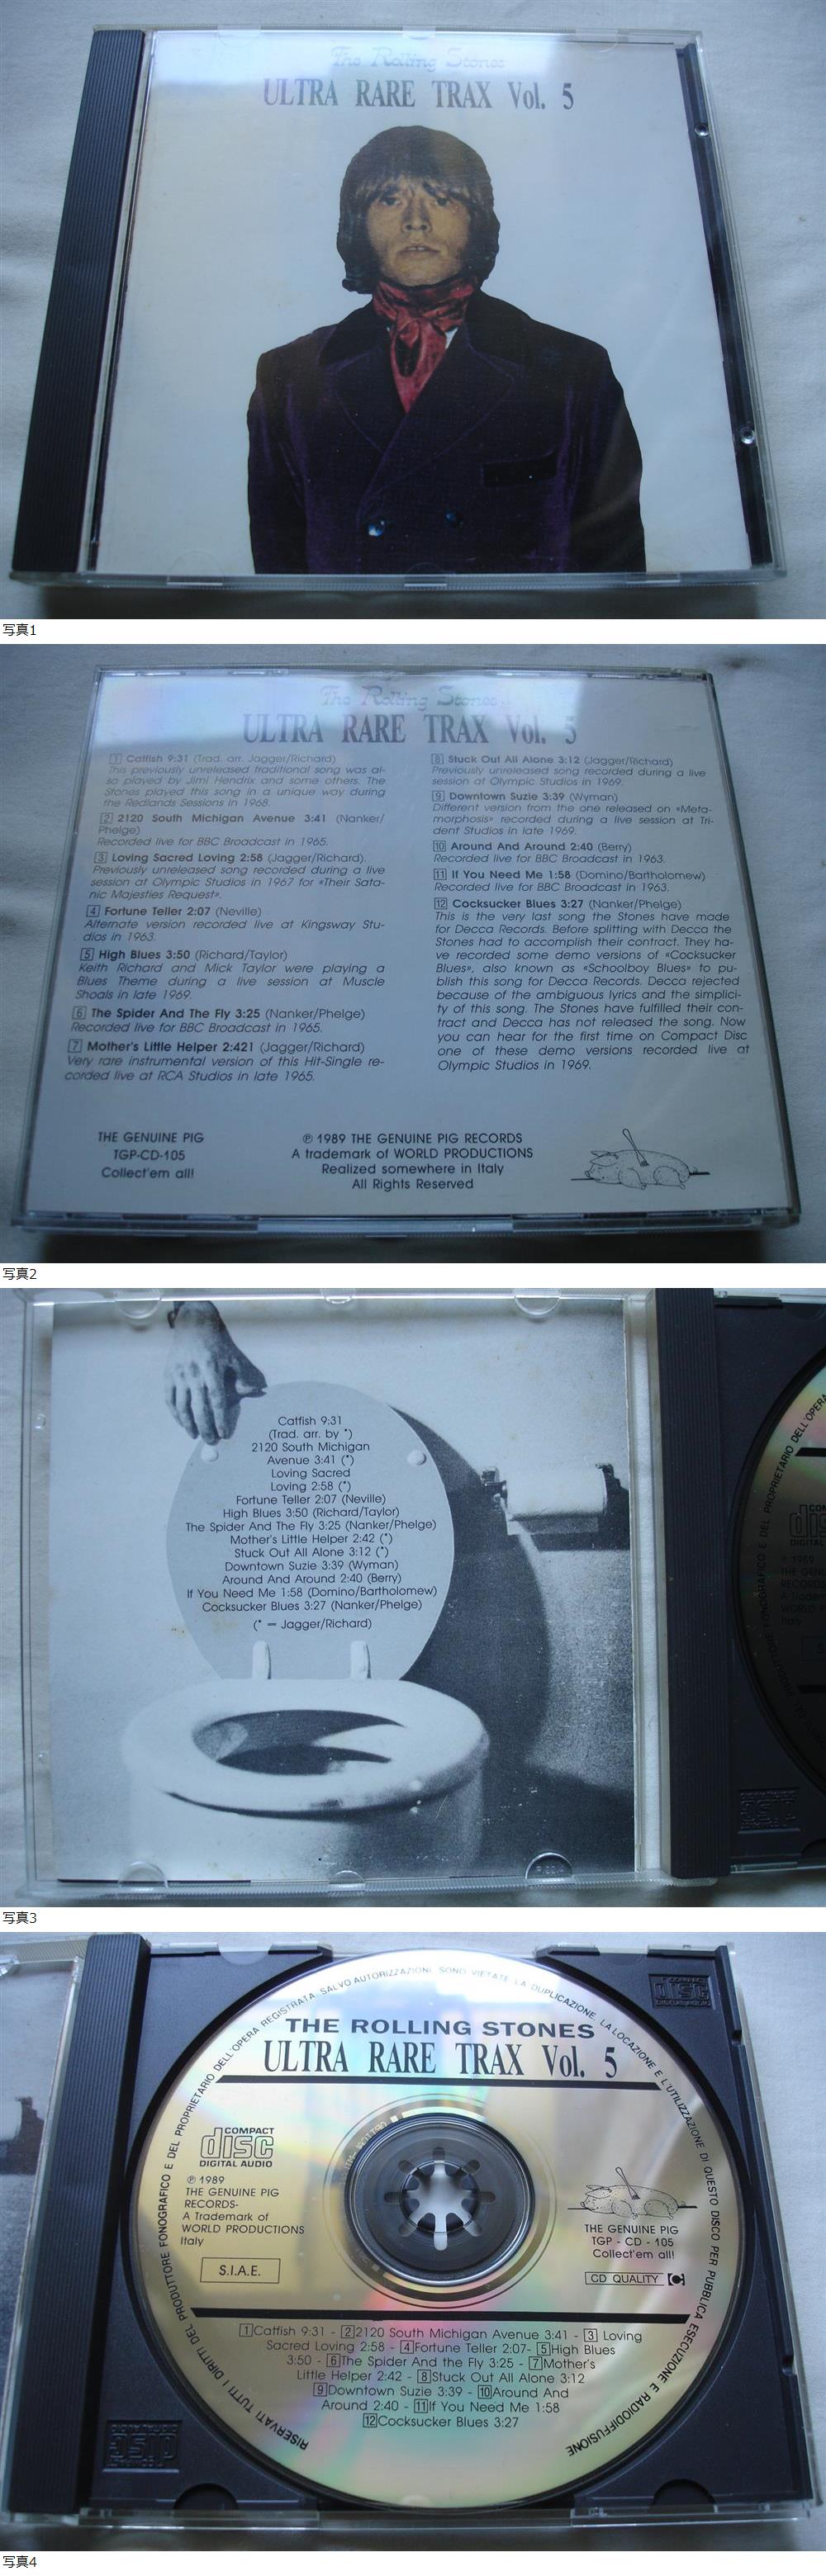 The Rolling Stones
ULTRA RARE TRAX Vol. 5
写真1
The Rolling Stones
ULTRA RARE TRAX Vol. 5
1 Catfish 9:31 (Trad. arr. Jagger/Richard)
This previously unreleased traditional song was al-
so played by Jimi Hendrix and some others. The
Stones played this song in a unique way during
the Redlands Sessions in 1968.
2 2120 South Michigan Avenue 3:41 (Nanker/
Phelge)
Recorded live for BBC Broadcast in 1965.
3 Loving Sacred Loving 2:58 (Jagger/Richard).
Previously unreleased song recorded during a live
session at Olympic Studios in 1967 for «Their Sata-
nic Majesties Request».
4 Fortune Teller 2:07 (Neville)
Alternate version recorded live at Kingsway Stu-
dios in 1963.
5 High Blues 3:50 (Richard/Taylor)
Keith Richard and Mick Taylor were playing a
Blues Theme during a live session at Muscle
Shoals in late 1969.
6 The Spider And The Fly 3:25 (Nanker/Phelge)
Recorded live for BBC Broadcast in 1965.
7 Mother's Little Helper 2:421 (Jagger/Richard)
Very rare instrumental version of this Hit-Single re-
corded live at RCA Studios in late 1965.
8 Stuck Out All Alone 3:12 (Jagger/Richard)
Previously unreleased song recorded during a live
session at Olympic Studios in 1969.
9 Downtown Suzie 3:39 (Wyman)
Different version from the one released on «Meta-
morphosis» recorded during a live session at Tri-
dent Studios in late 1969.
10 Around And Around 2:40 (Berry)
Recorded live for BBC Broadcast in 1963.
11 If You Need Me 1:58 (Domino/Bartholomew)
Recorded live for BBC Broadcast in 1963.
12 Cocksucker Blues 3:27 (Nanker/Phelge)
This is the very last song the Stones have made
for Decca Records. Before splitting with Decca the
Stones had to accomplish their contract. They ha-
ve recorded some demo versions of «Cocksucker
Blues», also known as «Schoolboy Blues» to pu-
blish this song for Decca Records. Decca rejected
because of the ambiguous lyrics and the simplici-
ty of this song. The Stones have fulfilled their con-
tract and Decca has not released the song. Now
you can hear for the first time on Compact Disc
one of these demo versions recorded live at
Olympic Studios in 1969.
THE GENUINE PIG
TGP-CD-105
Collect'em all!
℗ 1989 THE GENUINE PIG RECORDS
A trademark of WORLD PRODUCTIONS
Realized somewhere in Italy
All Rights Reserved
写真2
Catfish 9:31
(Trad. arr. by *)
2120 South Michigan
Avenue 3:41 (*)
Loving Sacred
Loving 2:58 (*)
Fortune Teller 2:07 (Neville)
High Blues 3:50 (Richard/Taylor)
The Spider And The Fly 3:25 (Nanker/Phelge)
Mother's Little Helper 2:42 (*)
Stuck Out All Alone 3:12 (*)
Downtown Suzie 3:39 (Wyman)
Around And Around 2:40 (Berry)
If You Need Me 1:58 (Domino/Bartholomew)
Cocksucker Blues 3:27 (Nanker/Phelge)
(* = Jagger/Richard)
写真3
RISERVATI TUTTI I DIRITTI DEL PRODUTTORE FONOGRAFICO E DEL PROPRIETARIO DELL'OPERA REGISTRATA. SALVO AUTORIZZAZIONI SONO VIETATE LA DUPLICAZIONE, LA LOCAZIONE E L'UTILIZZAZIONE DI QUESTO DISCO PER PUBBLICA ESECUZIONE E RADIODIFFUSIONE
THE ROLLING STONES
ULTRA RARE TRAX Vol. 5
COMPACT
disc
DIGITAL AUDIO
℗ 1989
THE GENUINE PIG
RECORDS-
A Trademark of
WORLD PRODUCTIONS
Italy
S.I.A.E.
THE GENUINE PIG
TGP - CD - 105
Collect'em all!
CD QUALITY
1Catfish 9:31 - 22120 South Michigan Avenue 3:41 - 3 Loving
Sacred Loving 2:58 - 4Fortune Teller 2:07- 5High Blues
3:50 - 6The Spider And the Fly 3:25 - 7Mother's
Little Helper 2:42 - 8Stuck Out All Alone 3:12
9Downtown Suzie 3:39 - 10Around And
Around 2:40 - 11If You Need Me 1:58
12Cocksucker Blues 3:27
写真4